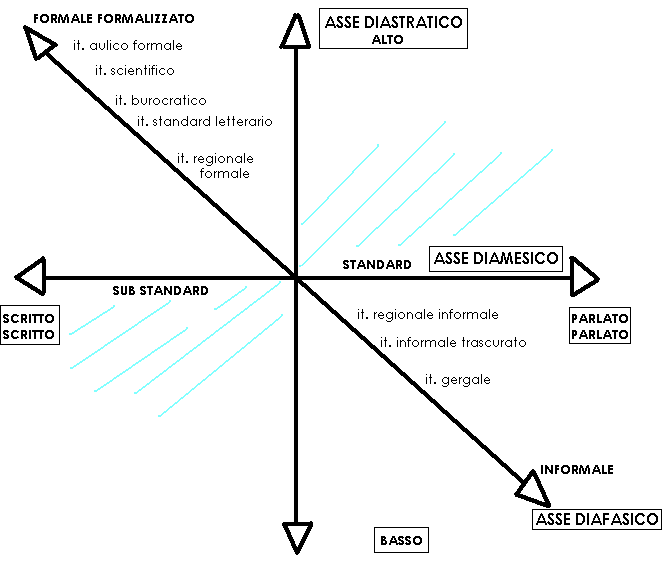 FORMALE FORMALIZZATO
ASSE DIASTRATICO
ALTO
it. aulico formale
it. scientifico
it. burocratico
it. standard letterario
it. regionale
formale
STANDARD
ASSE DIAMESICO
SUB STANDARD
SCRITTO
SCRITTO
PARLATO
PARLATO
it. regionale informale
it. informale trascurato
it. gergale
INFORMALE
ASSE DIAFASICO
BASSO